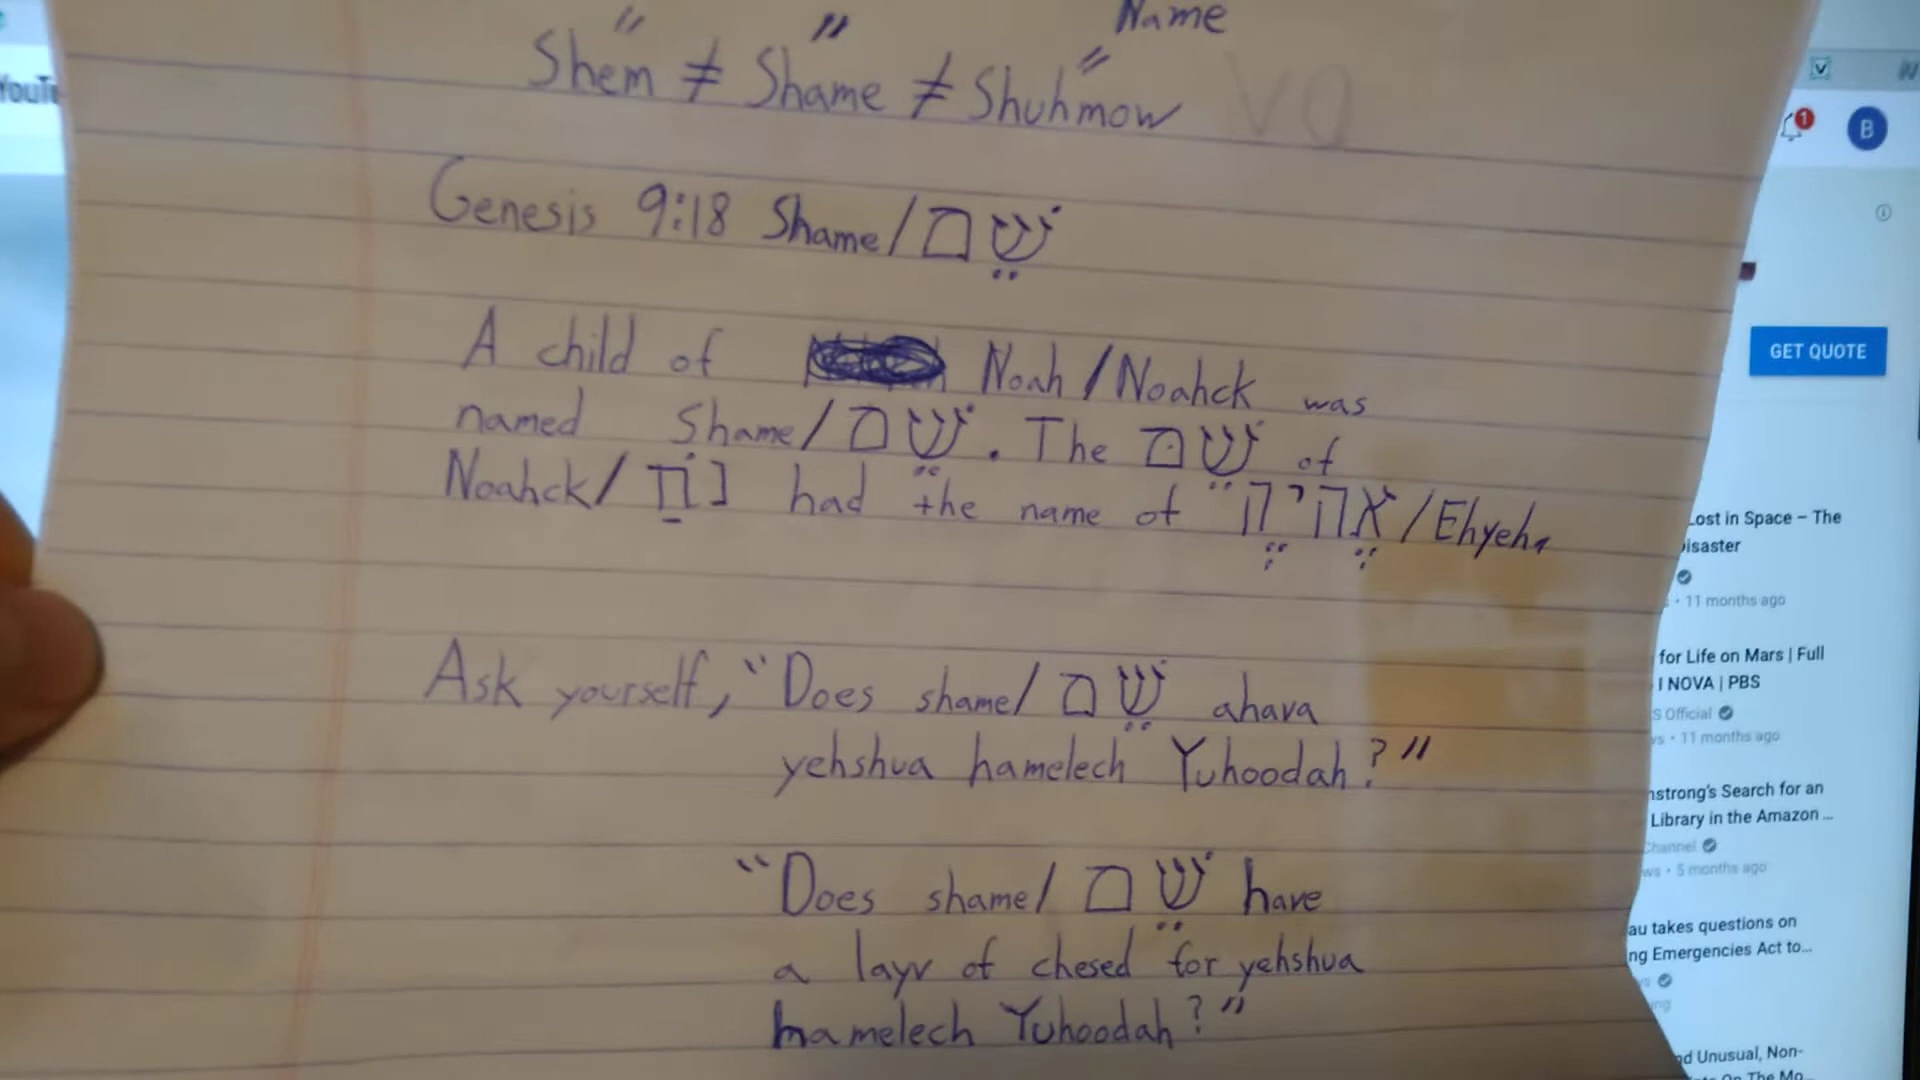 Name
Shem ≠ Shame ≠ Shuhmow
Genesis 9:18 Shame/שֵׁם
A child of Noah/Noahck was
named Shame/שֵׁם. The שֵׁם of
Noahck/נֹחַ had the name of אֶהיהֶ/Ehyeh.
Ask yourself, "Does shame/שֵׁם ahava
yehshua hamelech Yuhoodah?"
"Does shame/שֵׁם have
a layv of chesed for yehshua
hamelech Yuhoodah?"
1
B
GET QUOTE
Lost in Space – The
11 months ago
for Life on Mars | Full
NOVA | PBS
Official
11 months ago
Search for an
Library in the Amazon ...
5 months ago
takes questions on
Emergencies Act to...
Unusual, Non-